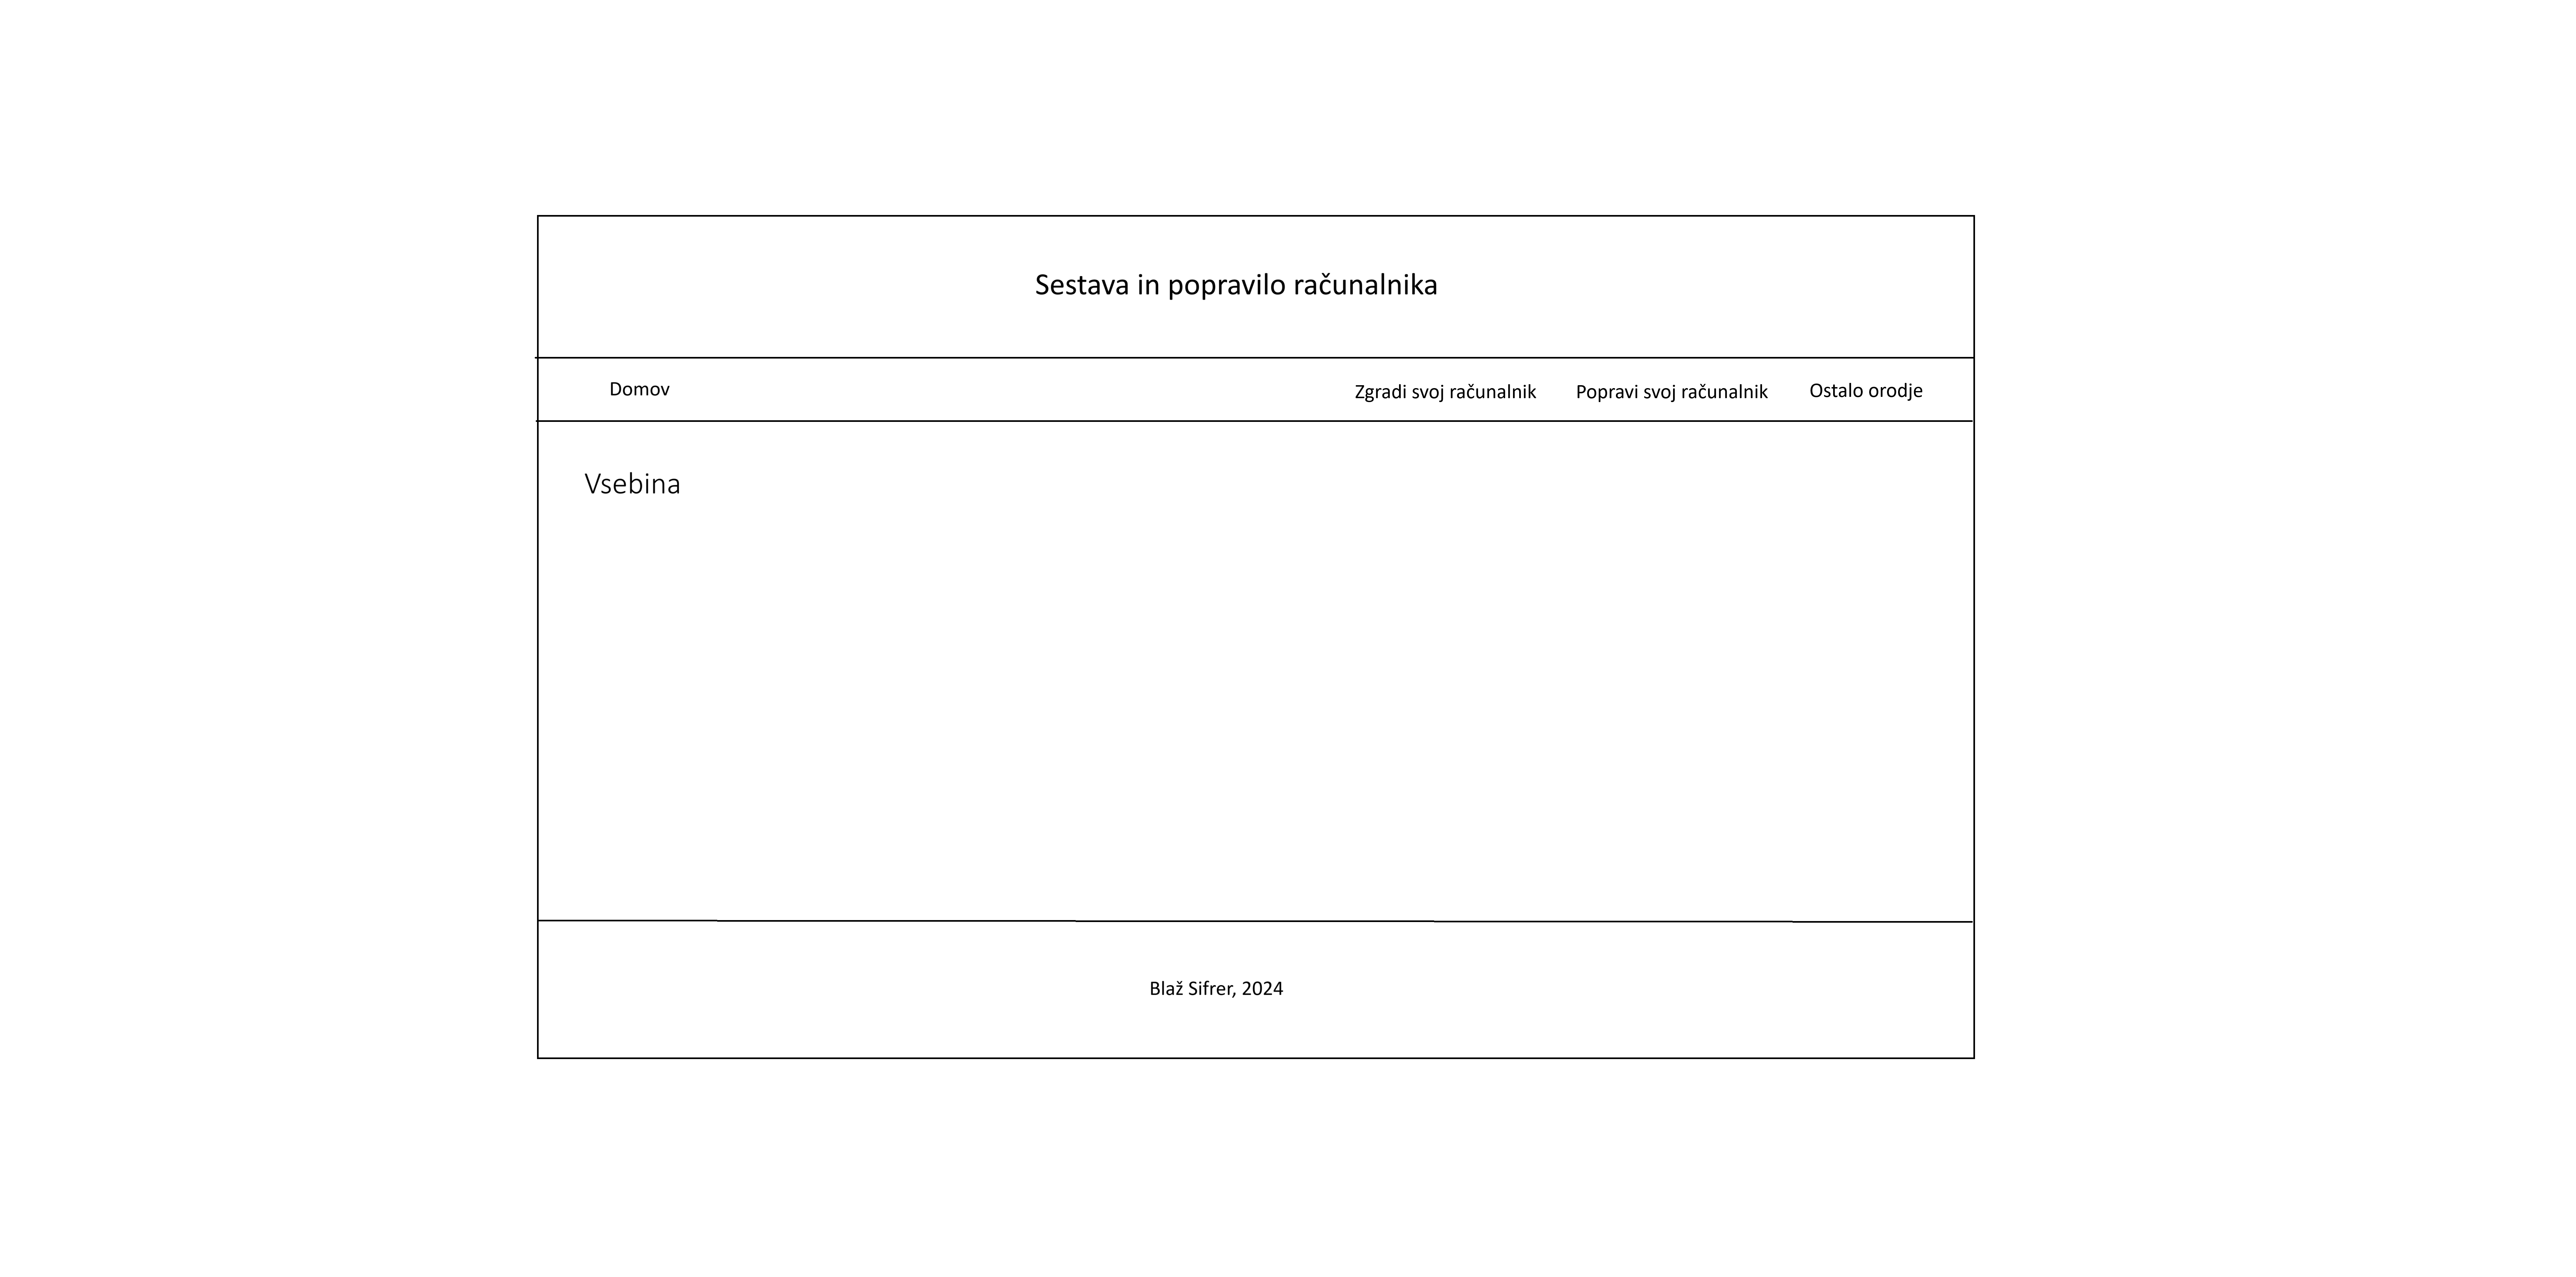 Sestava in popravilo računalnika
Domov
Zgradi svoj računalnik
Popravi svoj računalnik
Ostalo orodje
Vsebina
Blaž Sifrer, 2024